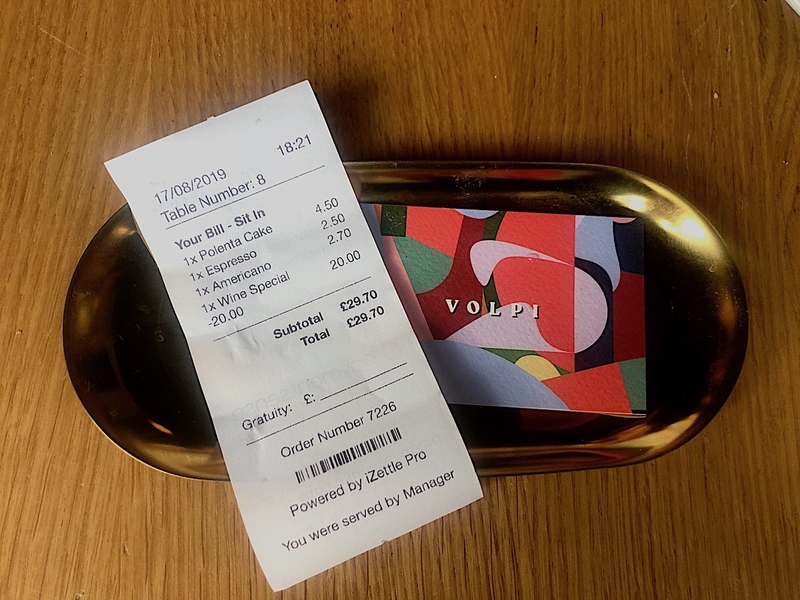 18:21
17/08/2019
Table Number: 8
Your Bill - Sit In
1x Polenta Cake 4.50
1x Espresso 2.50
1x Americano 2.70
1x Wine Special 20.00
-20.00
Subtotal £29.70
Total £29.70
Gratuity: £: ______________
Order Number 7226
Powered by iZettle Pro
You were served by Manager
VOLPI